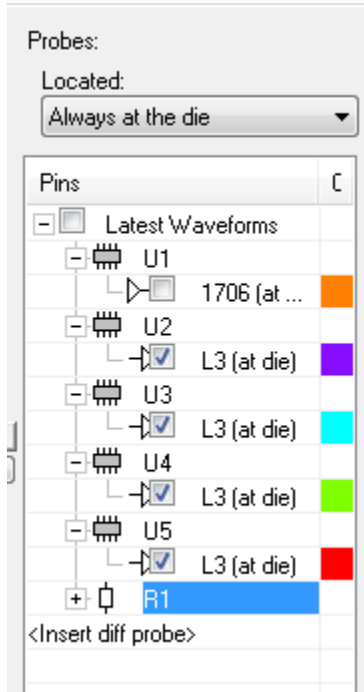 Probes:
Located:
Always at the die
Pins C
Latest Waveforms
U1
1706 (at ...
U2
L3 (at die)
U3
L3 (at die)
U4
L3 (at die)
U5
L3 (at die)
R1
<Insert diff probe>